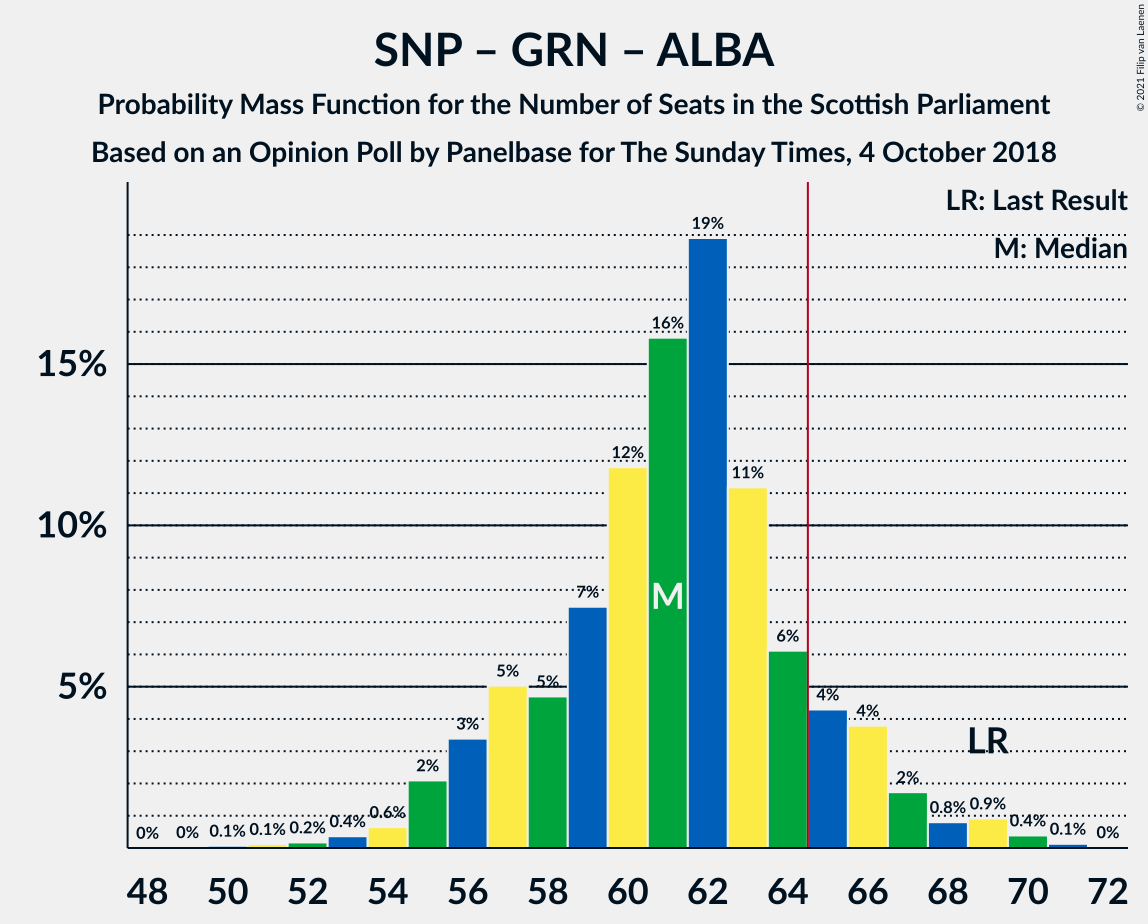 SNP – GRN – ALBA
Probability Mass Function for the Number of Seats in the Scottish Parliament
Based on an Opinion Poll by Panelbase for The Sunday Times, 4 October 2018
© 2021 Filip van Laenen
LR: Last Result
M: Median
15%
10%
5%
0% 0% 0.1% 0.1% 0.2% 0.4% 0.6% 2% 3% 5% 5% 7% 12% 16% 19% 11% 6% 4% 4% 2% 0.8% 0.9% 0.4% 0.1% 0%
M
LR
48 50 52 54 56 58 60 62 64 66 68 70 72